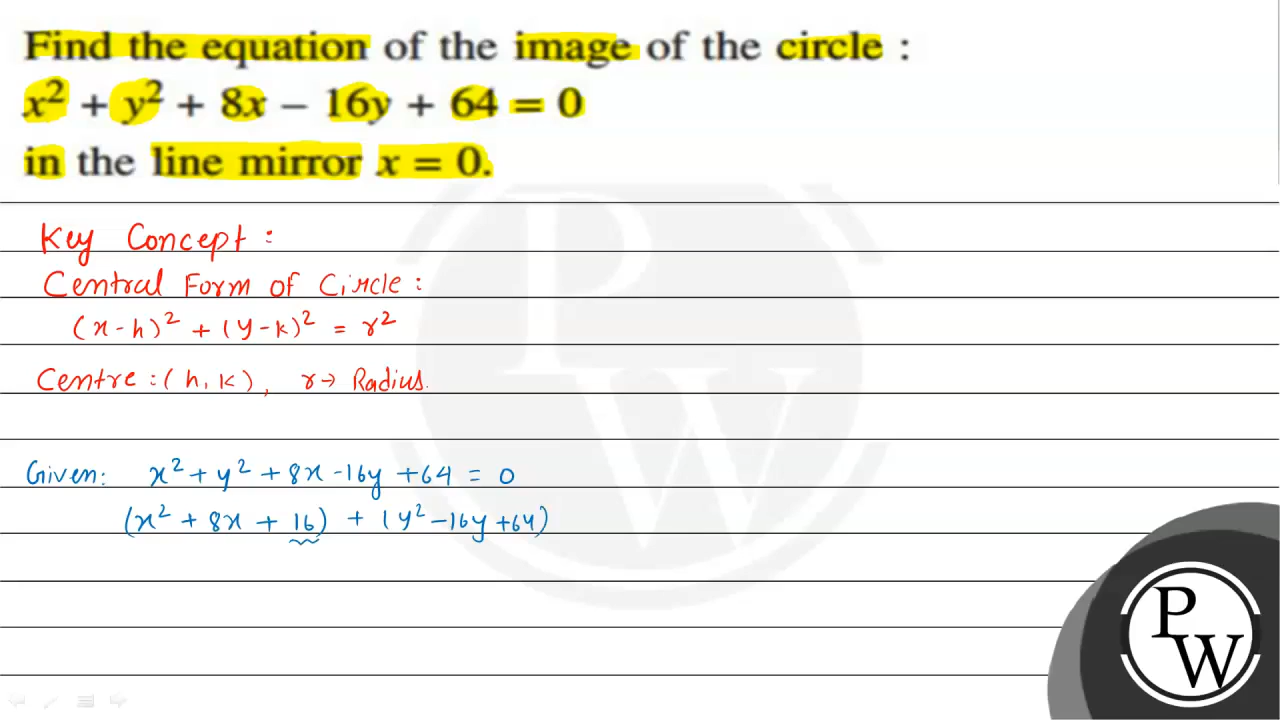 Find the equation of the image of the circle :
x² + y² + 8x − 16y + 64 = 0
in the line mirror x = 0.
Key Concept :
Central Form of Circle :
(x - h)² + (y - k)² = r²
Centre : (h, k), r → Radius.
Given: x² + y² + 8x - 16y + 64 = 0
(x² + 8x + 16) + (y² - 16y + 64)
PW
PW